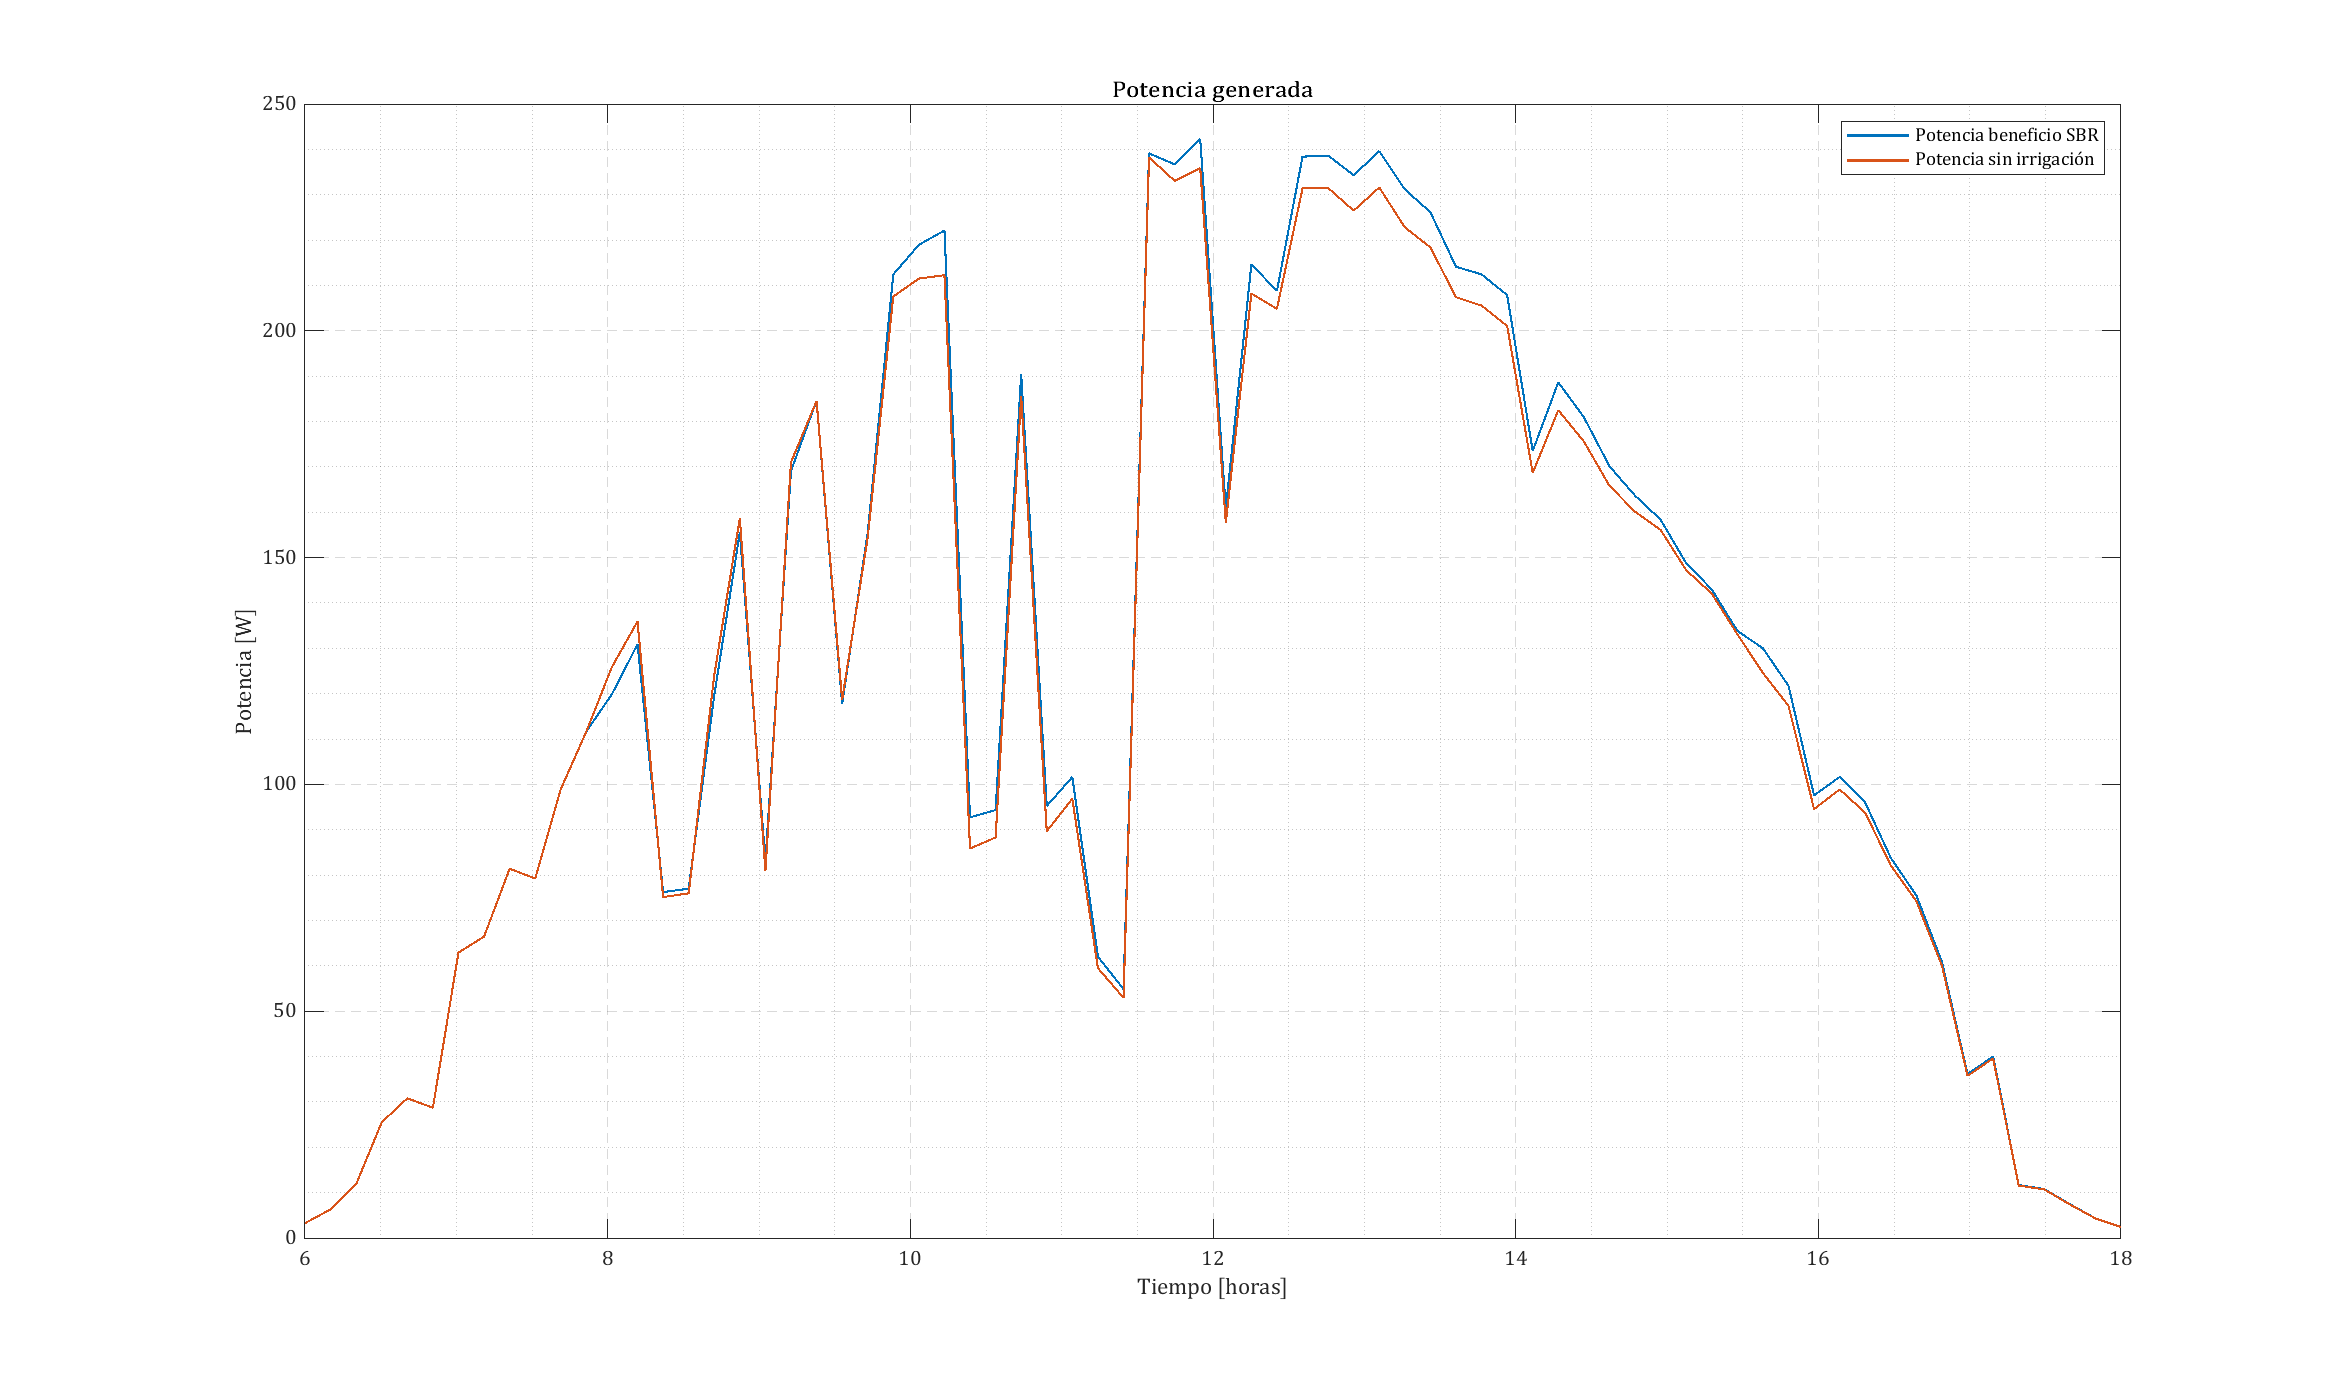 Potencia generada
250
200
150
100
50
0
Potencia [W]
Potencia beneficio SBR
Potencia sin irrigación
6 8 10 12 14 16 18
Tiempo [horas]